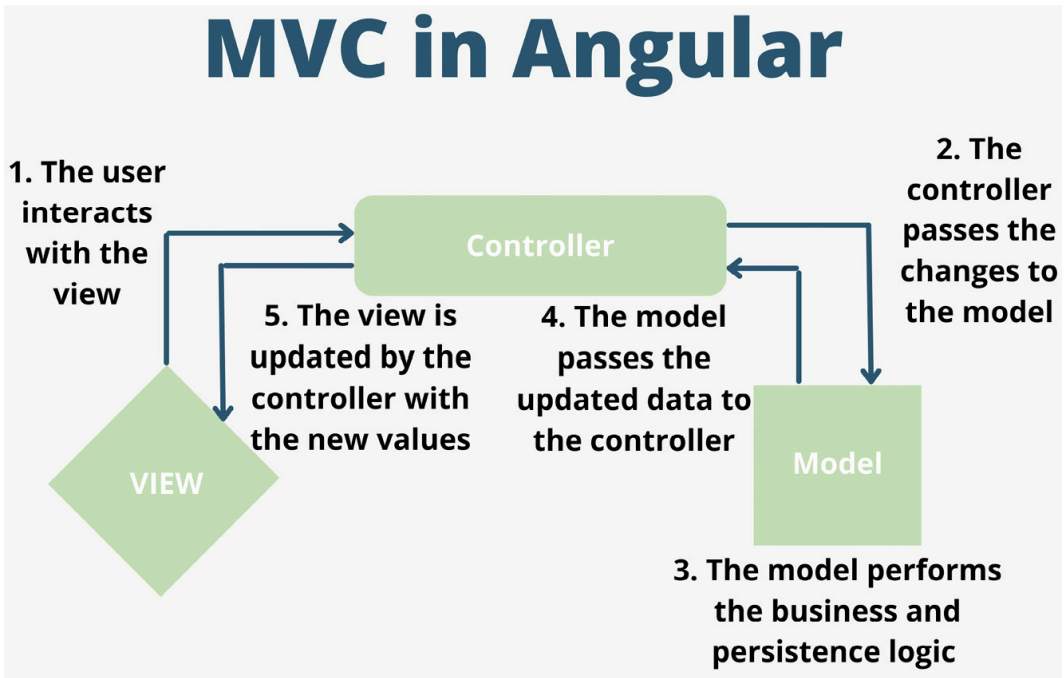 MVC in Angular
1. The user
interacts
with the
view
Controller
2. The
controller
passes the
changes to
the model
5. The view is
updated by the
controller with
the new values
4. The model
passes the
updated data to
the controller
VIEW
Model
3. The model performs
the business and
persistence logic